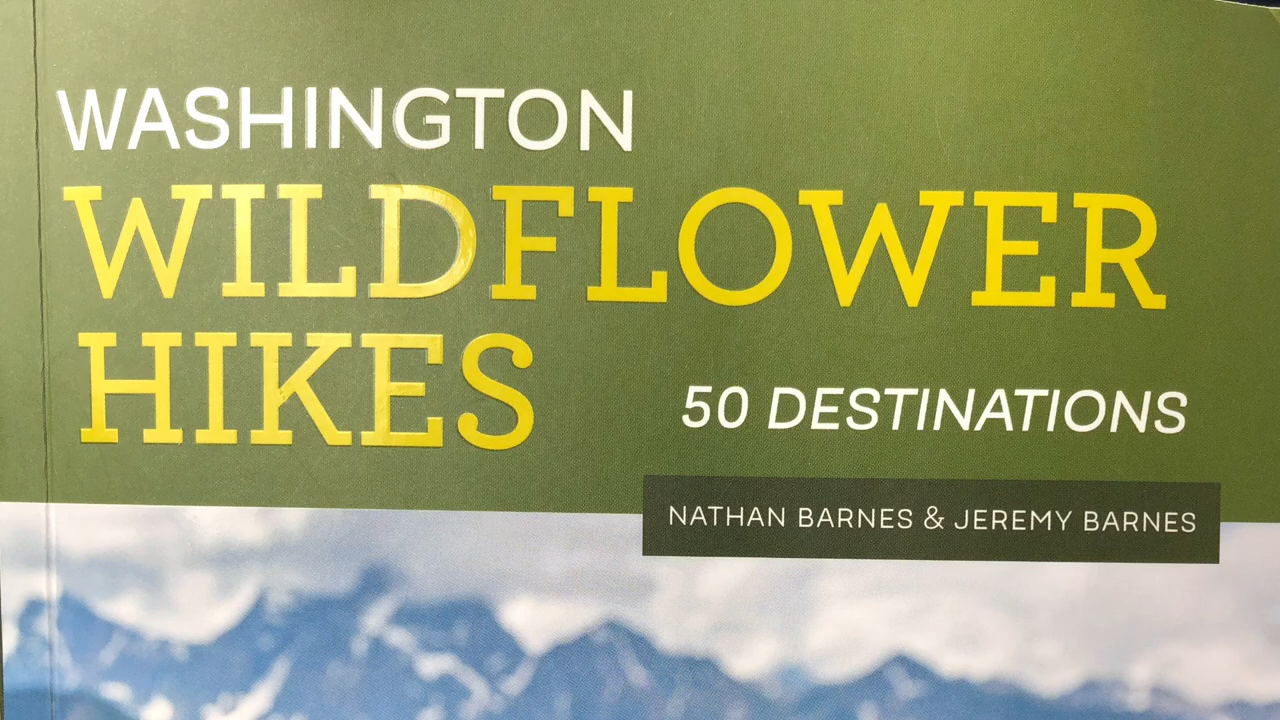 WASHINGTON
WILDFLOWER
HIKES
50 DESTINATIONS
NATHAN BARNES & JEREMY BARNES